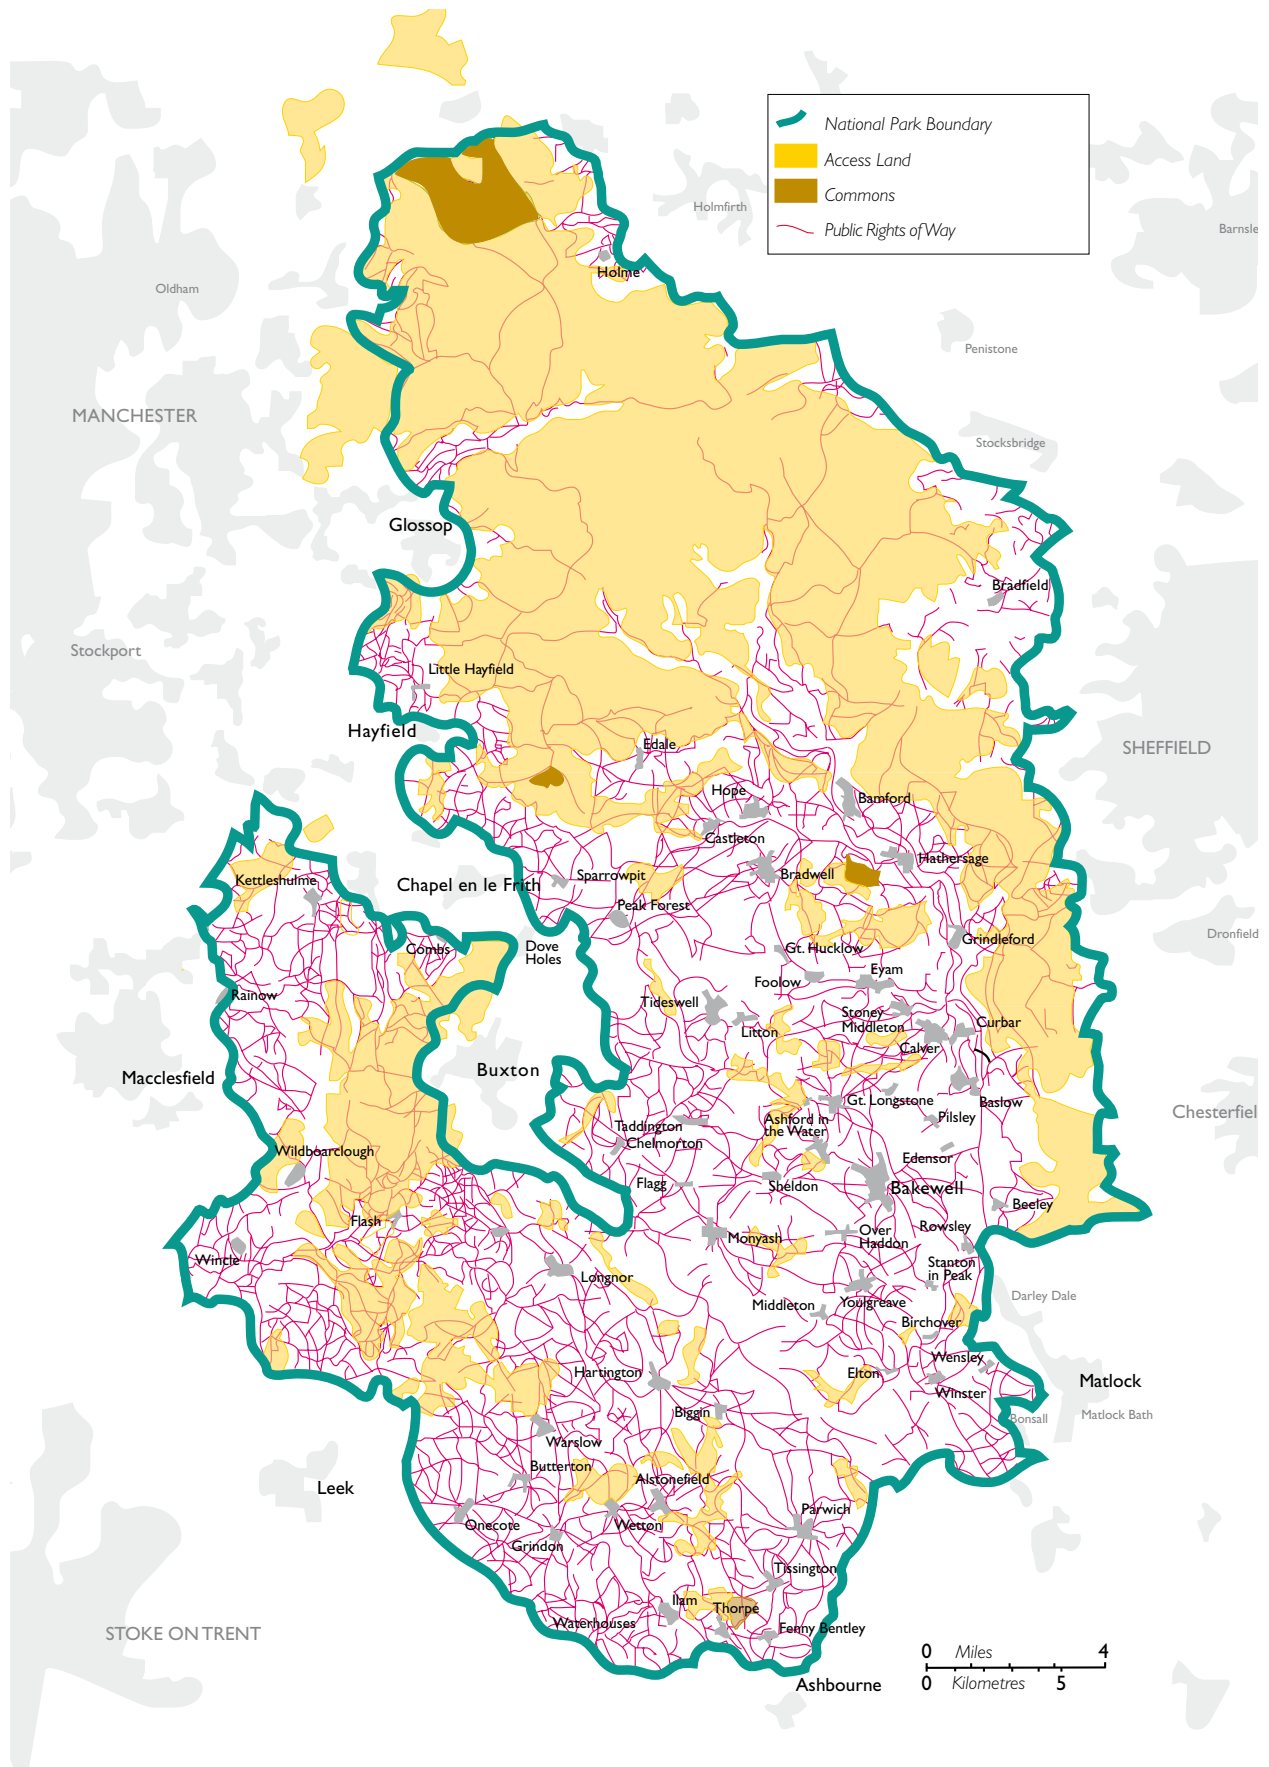 National Park Boundary
Access Land
Commons
Public Rights of Way
Holmfirth
Barnsle
Holme
Oldham
Penistone
MANCHESTER
Stocksbridge
Glossop
Bradfield
Stockport
Little Hayfield
Hayfield
Edale
SHEFFIELD
Hope
Bamford
Castleton
Hathersage
Kettleshulme
Chapel en le Frith
Sparrowpit
Bradwell
Peak Forest
Combs
Dove
Holes
Gt. Hucklow
Grindleford
Dronfield
Rainow
Foolow
Eyam
Tideswell
Litton
Stoney
Middleton
Curbar
Calver
Macclesfield
Buxton
Gt. Longstone
Baslow
Chesterfiel
Taddington
Chelmorton
Ashford in
the Water
Pilsley
Wildboarclough
Edensor
Flagg
Sheldon
Bakewell
Beeley
Flash
Monyash
Over
Haddon
Rowsley
Wincle
Longnor
Stanton
in Peak
Middleton
Youlgreave
Darley Dale
Birchover
Hartington
Elton
Wensley
Winster
Matlock
Biggin
Bonsall
Matlock Bath
Warslow
Butterton
Alstonefield
Leek
Onecote
Wetton
Parwich
Grindon
Tissington
Ilam
Thorpe
Waterhouses
Fenny Bentley
STOKE ON TRENT
Ashbourne
0 Miles 4
0 Kilometres 5